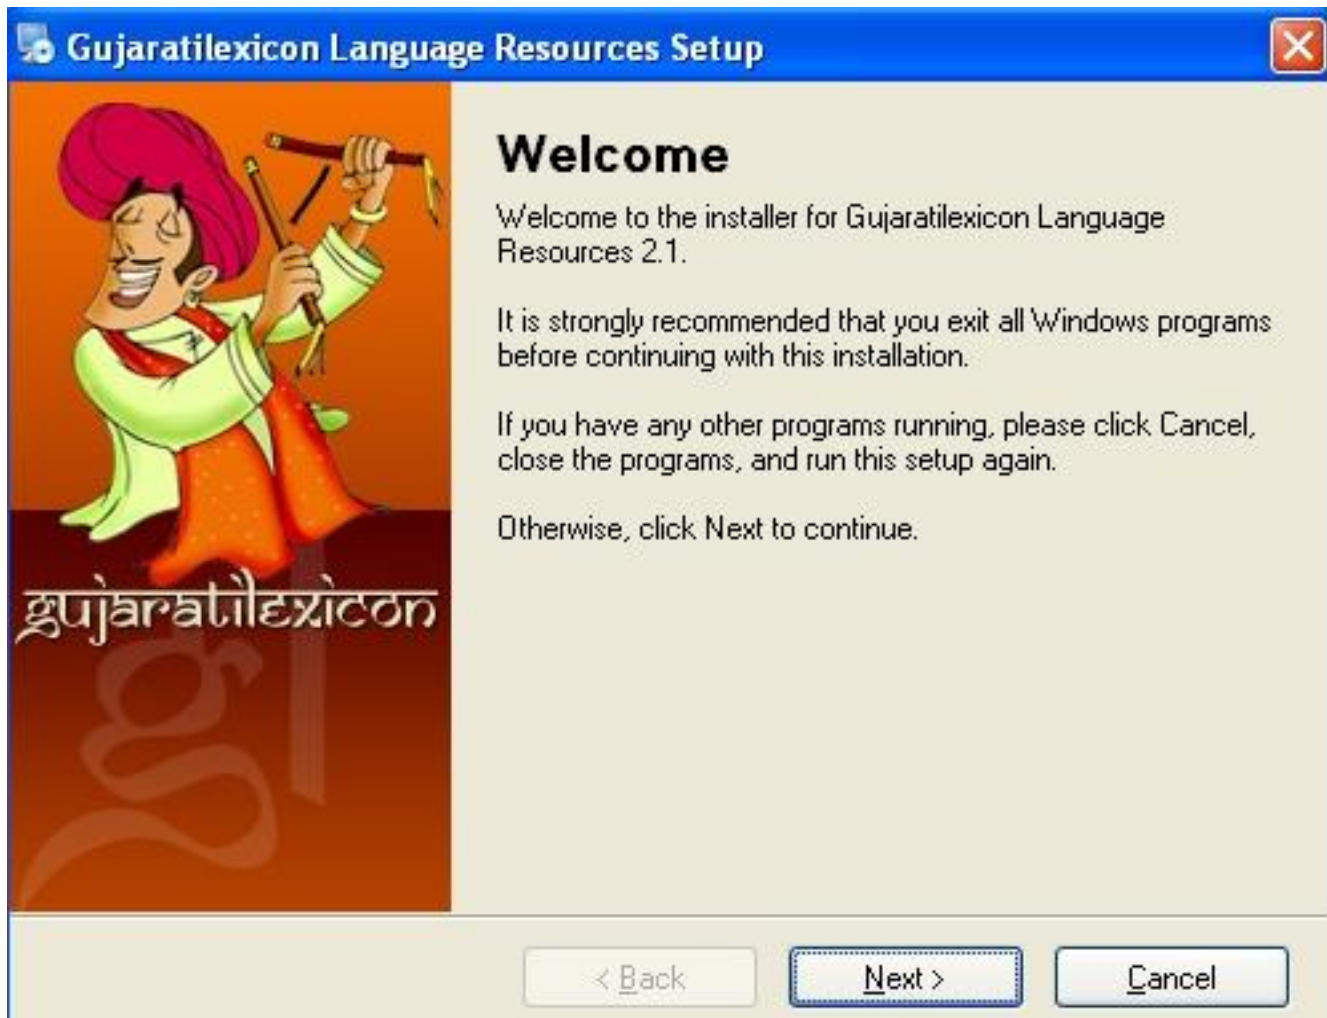 Gujaratilexicon Language Resources Setup
Welcome
Welcome to the installer for Gujaratilexicon Language
Resources 2.1.
It is strongly recommended that you exit all Windows programs
before continuing with this installation.
If you have any other programs running, please click Cancel,
close the programs, and run this setup again.
Otherwise, click Next to continue.
gujaratilexicon
gl
< Back
Next >
Cancel